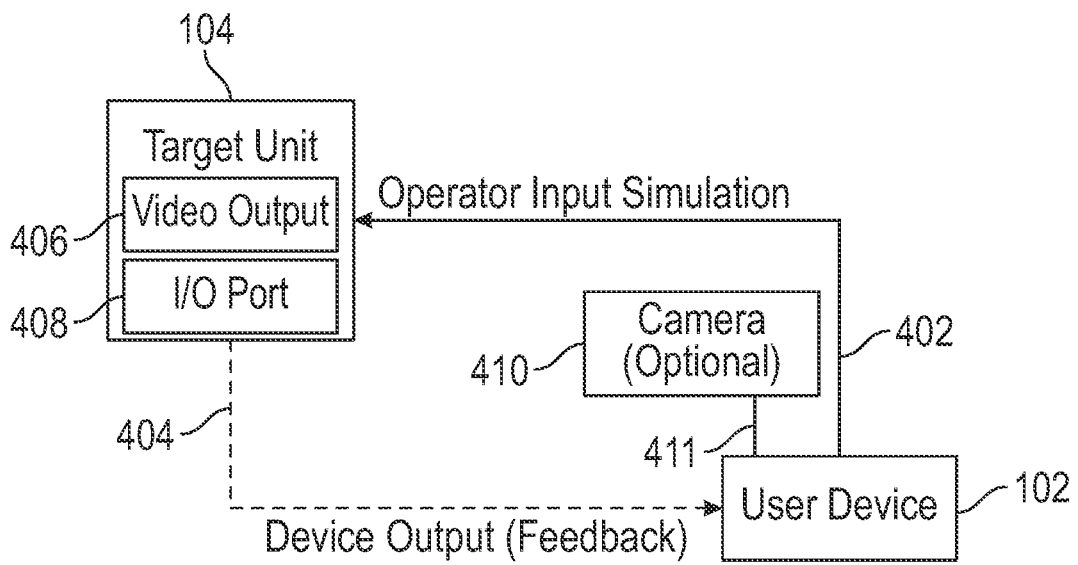 104
Target Unit
Video Output
406
I/O Port
408
Operator Input Simulation
Camera
(Optional)
410
402
404
411
User Device
102
Device Output (Feedback)